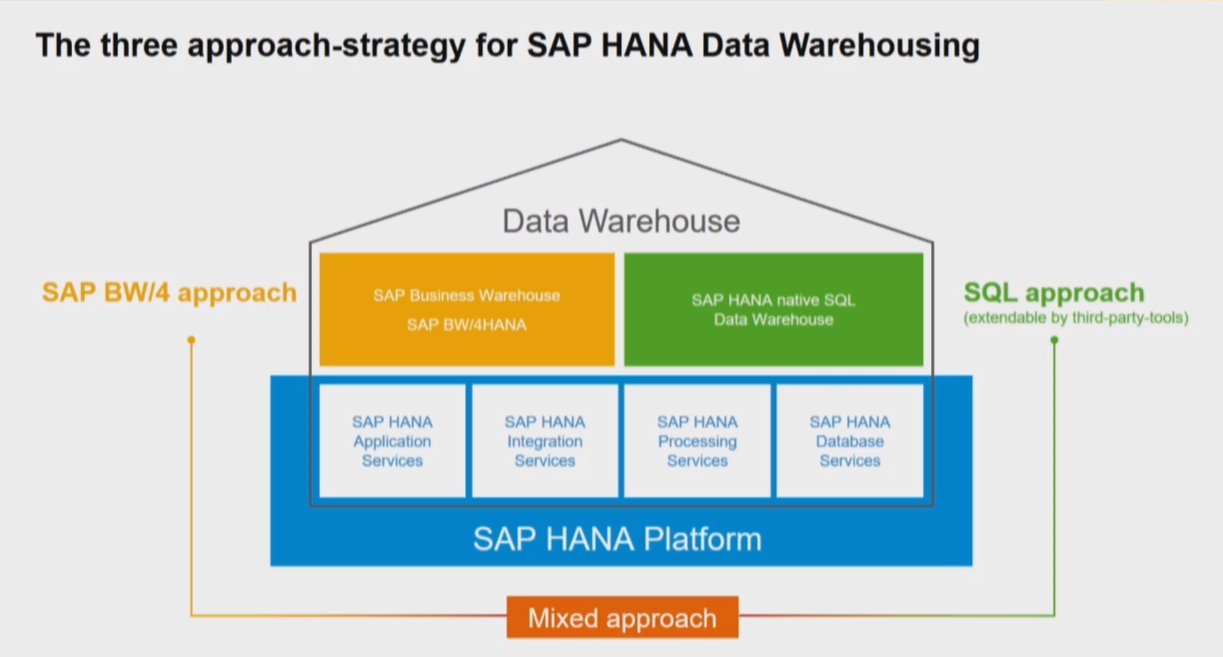 The three approach-strategy for SAP HANA Data Warehousing
Data Warehouse
SAP BW/4 approach
SAP Business Warehouse
SAP BW/4HANA
SAP HANA native SQL
Data Warehouse
SQL approach
(extendable by third-party-tools)
SAP HANA
Application
Services
SAP HANA
Integration
Services
SAP HANA
Processing
Services
SAP HANA
Database
Services
SAP HANA Platform
Mixed approach